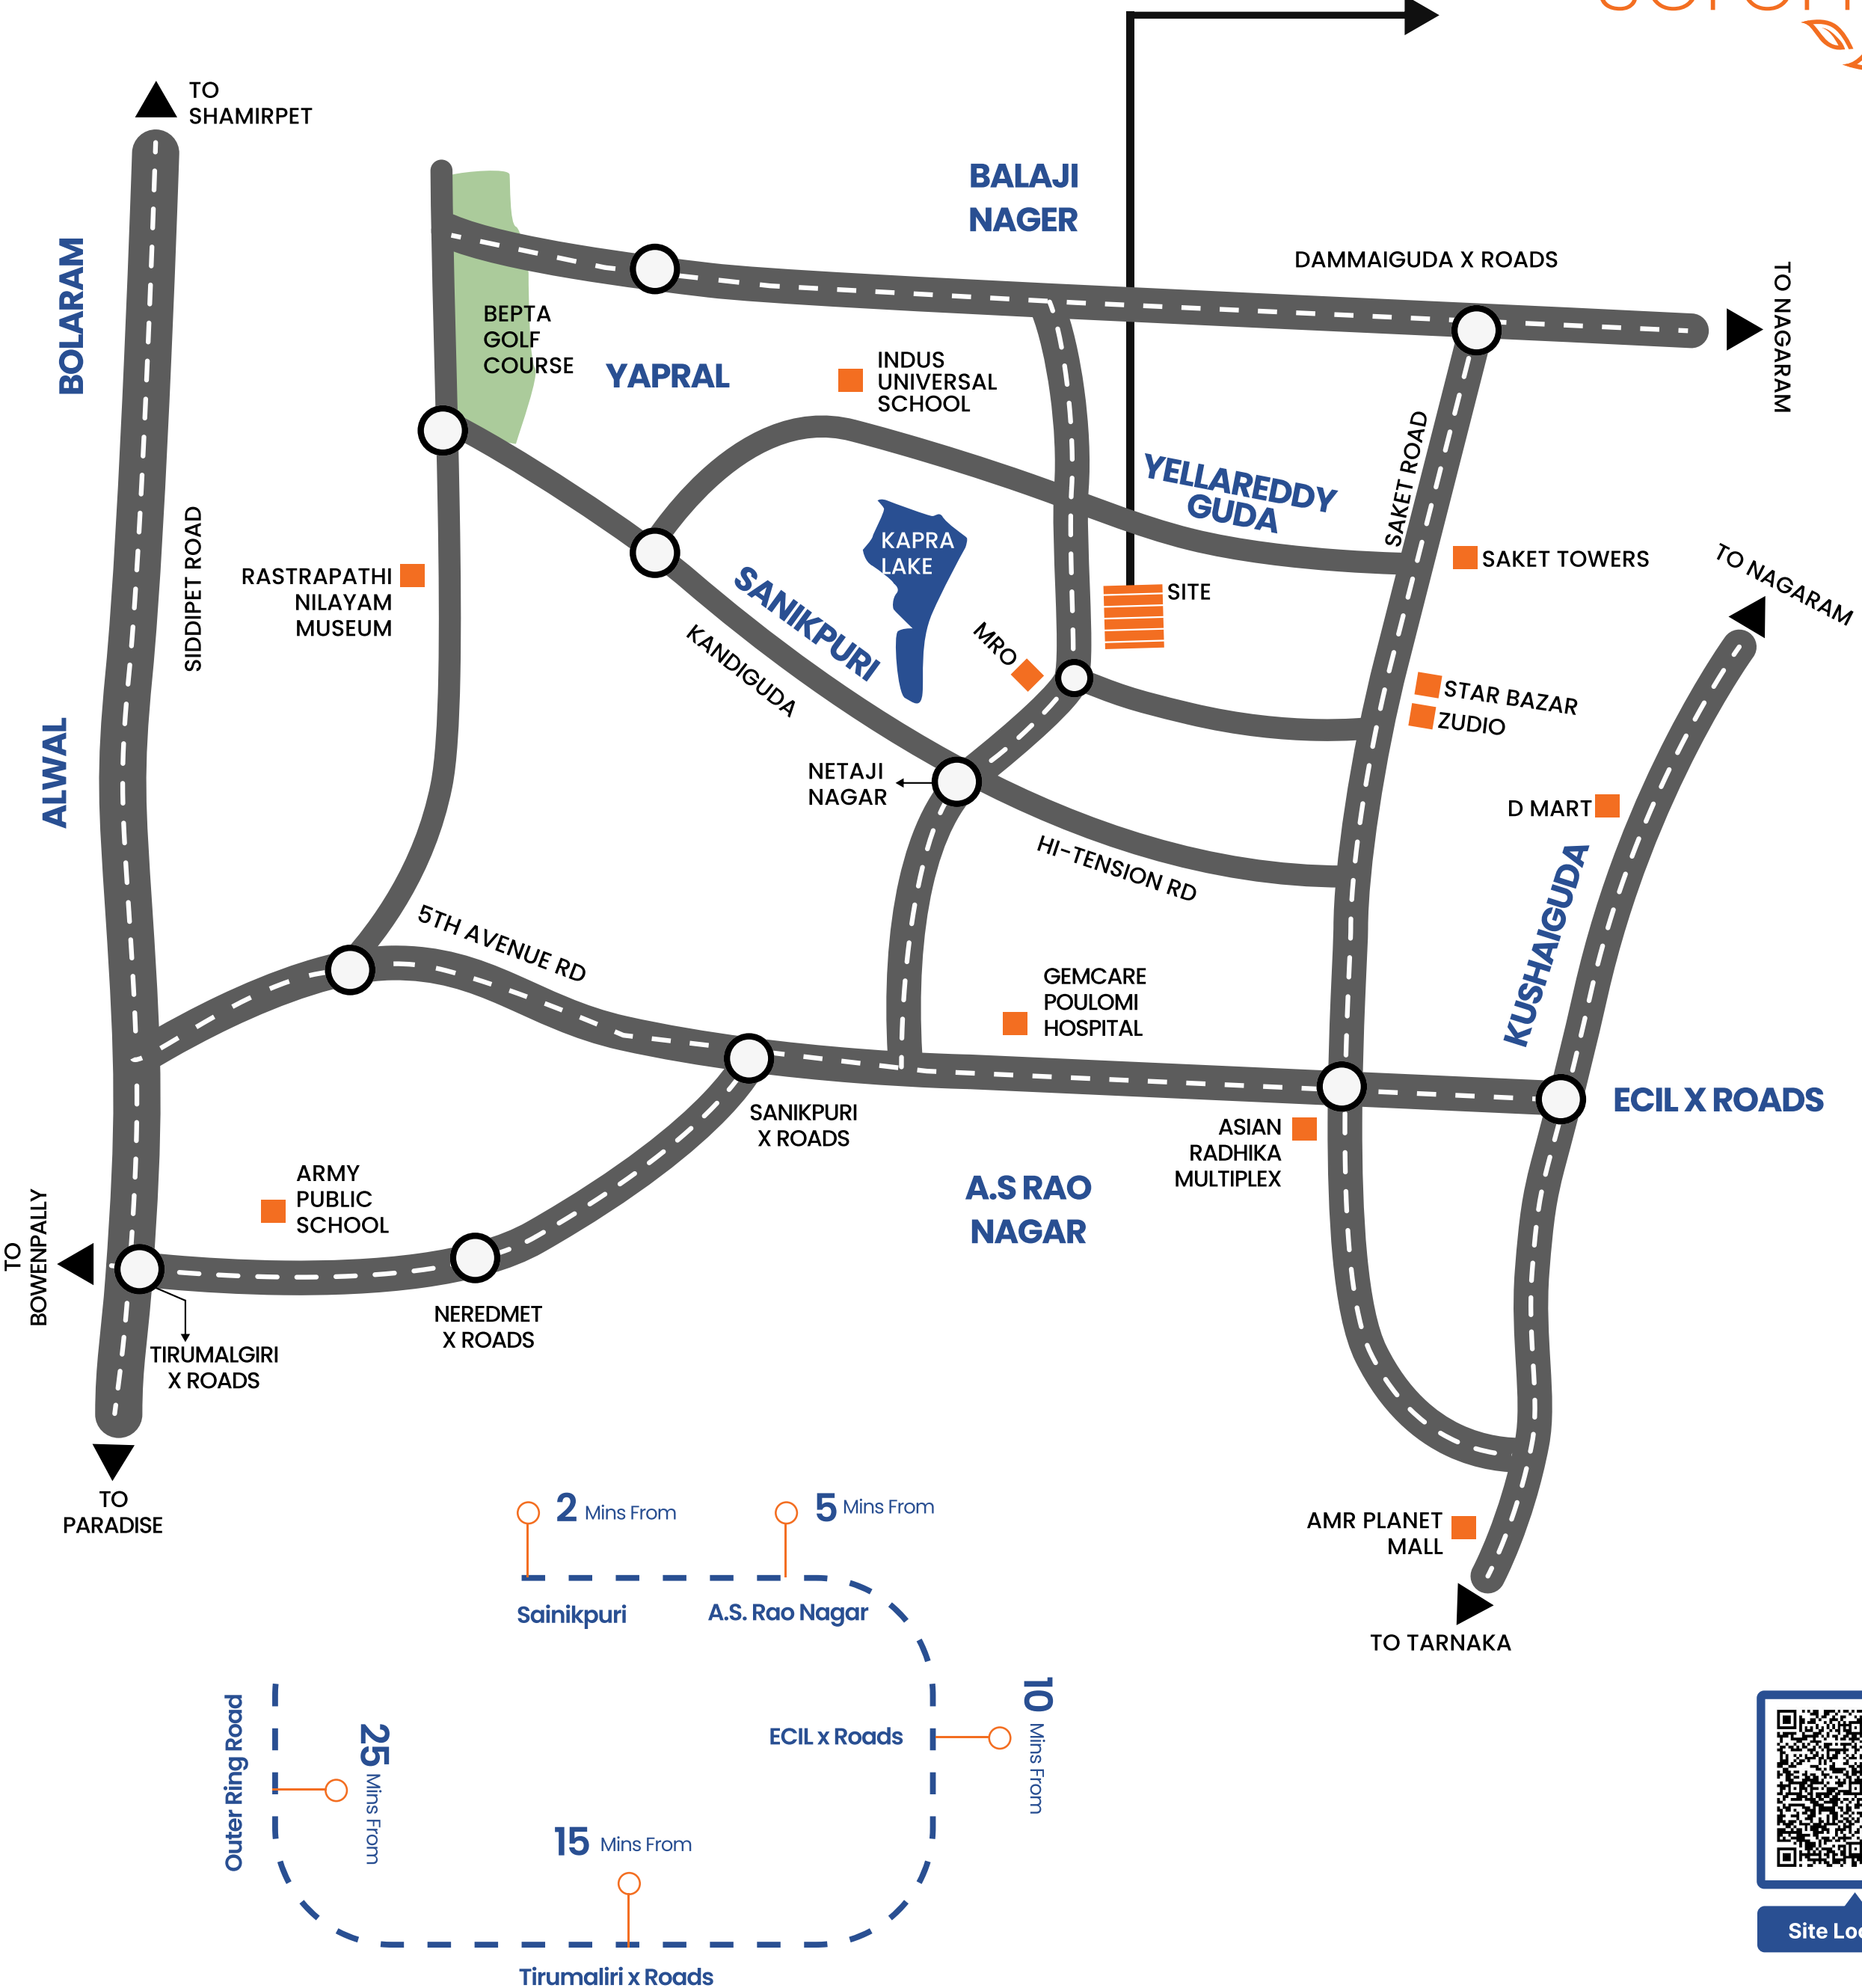 TO
SHAMIRPET
BALAJI
NAGER
DAMMAIGUDA X ROADS
TO NAGARAM
BOLARAM
BEPTA
GOLF
COURSE
YAPRAL
INDUS
UNIVERSAL
SCHOOL
SAKET ROAD
YELLAREDDY
GUDA
SIDDIPET ROAD
KAPRA
LAKE
SAKET TOWERS
TO NAGARAM
RASTRAPATHI
NILAYAM
MUSEUM
SANIKPURI
SITE
KANDIGUDA
MRO
STAR BAZAR
ZUDIO
ALWAL
NETAJI
NAGAR
D MART
HI-TENSION RD
KUSHAIGUDA
5TH AVENUE RD
GEMCARE
POULOMI
HOSPITAL
ECIL X ROADS
SANIKPURI
X ROADS
ASIAN
RADHIKA
MULTIPLEX
A.S RAO
NAGAR
ARMY
PUBLIC
SCHOOL
TO
BOWENPALLY
NEREDMET
X ROADS
TIRUMALGIRI
X ROADS
TO
PARADISE
AMR PLANET
MALL
TO TARNAKA
2 Mins From
5 Mins From
Sainikpuri
A.S. Rao Nagar
10 Mins From
ECIL x Roads
Outer Ring Road
25 Mins From
15 Mins From
Tirumaliri x Roads
Site